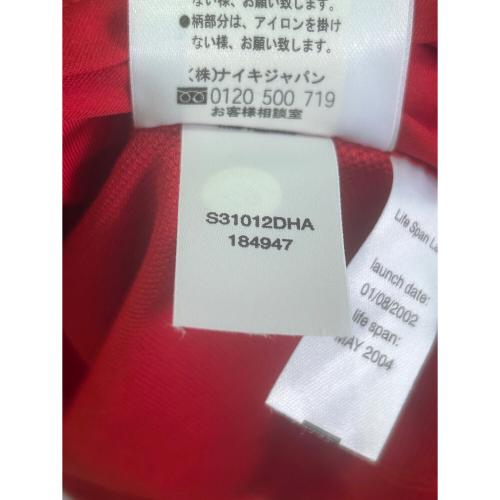 ない様、お願い致します。
●柄部分は、アイロンを掛け
ない様、お願い致します。
(株)ナイキジャパン
0120 500 719
お客様相談室
S31012DHA
184947
Life Span La
launch date:
01/08/2002
life span:
MAY 2004